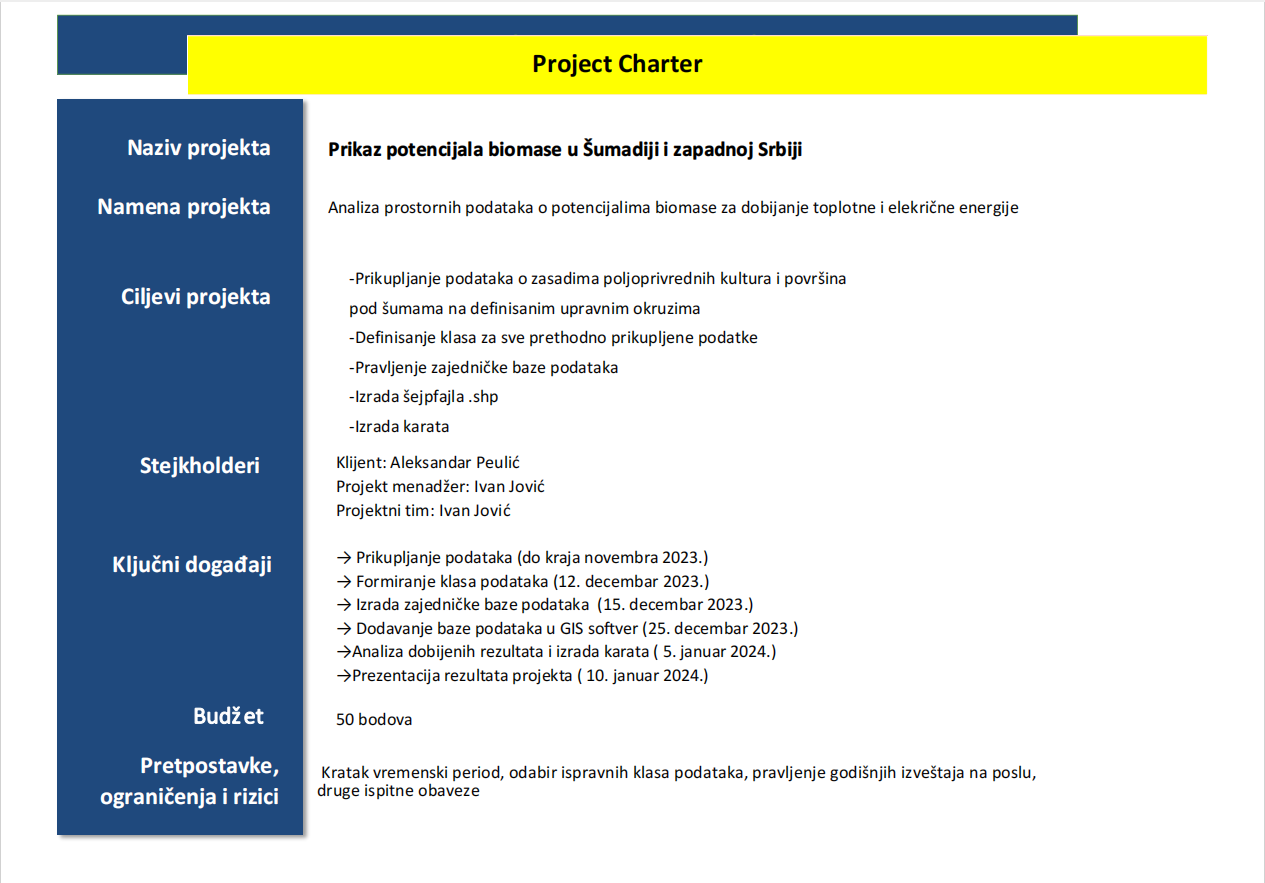 Project Charter
Naziv projekta
Prikaz potencijala biomase u Šumadiji i zapadnoj Srbiji
Namena projekta
Analiza prostornih podataka o potencijalima biomase za dobijanje toplotne i elekrične energije
Ciljevi projekta
-Prikupljanje podataka o zasadima poljoprivrednih kultura i površina
pod šumama na definisanim upravnim okruzima
-Definisanje klasa za sve prethodno prikupljene podatke
-Pravljenje zajedničke baze podataka
-Izrada šejpfajla .shp
-Izrada karata
Stejkholderi
Klijent: Aleksandar Peulić
Projekt menadžer: Ivan Jović
Projektni tim: Ivan Jović
Ključni događaji
→ Prikupljanje podataka (do kraja novembra 2023.)
→ Formiranje klasa podataka (12. decembar 2023.)
→ Izrada zajedničke baze podataka (15. decembar 2023.)
→ Dodavanje baze podataka u GIS softver (25. decembar 2023.)
→Analiza dobijenih rezultata i izrada karata ( 5. januar 2024.)
→Prezentacija rezultata projekta ( 10. januar 2024.)
Budžet
50 bodova
Pretpostavke,
ograničenja i rizici
Kratak vremenski period, odabir ispravnih klasa podataka, pravljenje godišnjih izveštaja na poslu,
druge ispitne obaveze